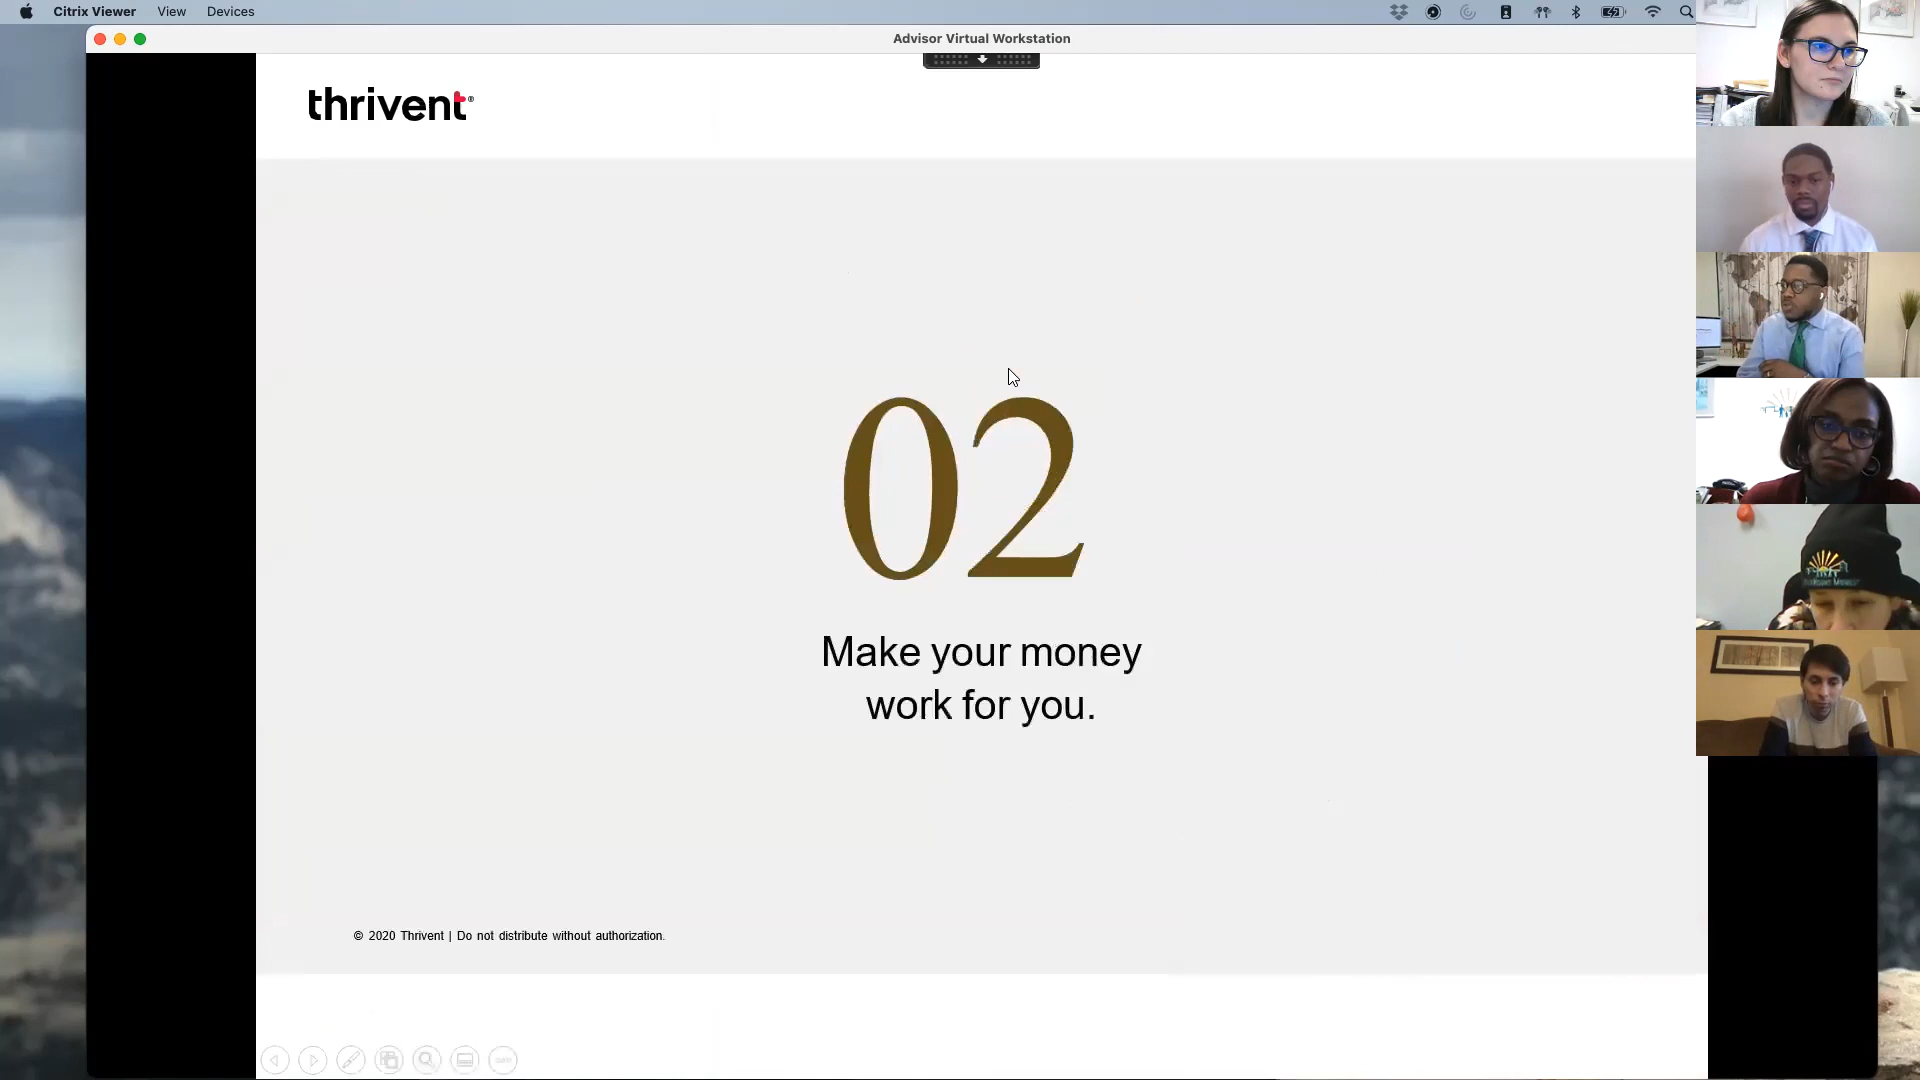 Citrix Viewer View Devices
Advisor Virtual Workstation
thrivent®
02
Make your money
work for you.
© 2020 Thrivent | Do not distribute without authorization.